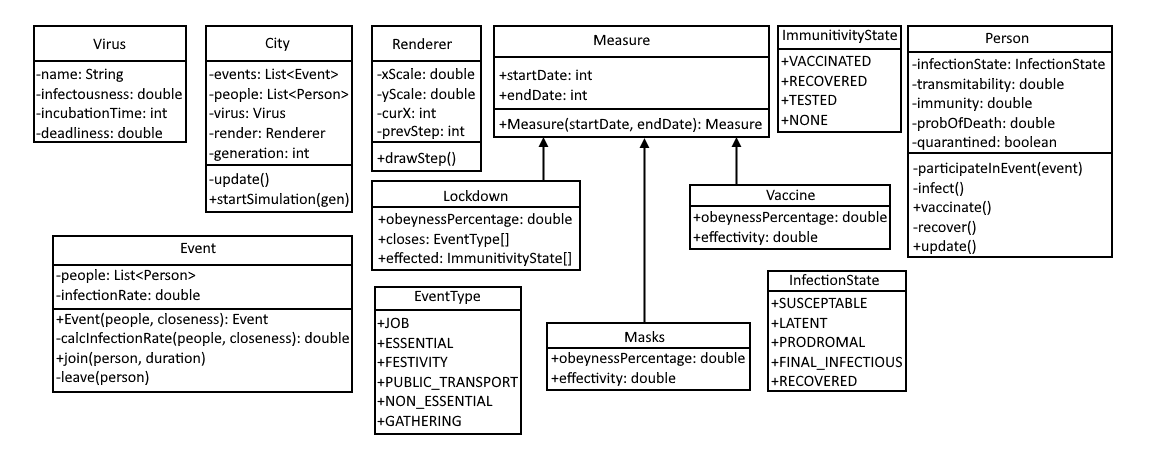 Virus
-name: String
-infectousness: double
-incubationTime: int
-deadliness: double
City
-events: List<Event>
-people: List<Person>
-virus: Virus
-render: Renderer
-generation: int
-update()
+startSimulation(gen)
Renderer
-xScale: double
-yScale: double
-curX: int
-prevStep: int
+drawStep()
Measure
+startDate: int
+endDate: int
+Measure(startDate, endDate): Measure
ImmunitivityState
+VACCINATED
+RECOVERED
+TESTED
+NONE
Person
-infectionState: InfectionState
-transmitability: double
-immunity: double
-probOfDeath: double
-quarantined: boolean
-participateInEvent(event)
-infect()
+vaccinate()
-recover()
+update()
Lockdown
+obeynessPercentage: double
+closes: EventType[]
+effected: ImmunitivityState[]
Vaccine
+obeynessPercentage: double
+effectivity: double
Event
-people: List<Person>
-infectionRate: double
+Event(people, closeness): Event
-calcInfectionRate(people, closeness): double
+join(person, duration)
-leave(person)
EventType
+JOB
+ESSENTIAL
+FESTIVITY
+PUBLIC_TRANSPORT
+NON_ESSENTIAL
+GATHERING
Masks
+obeynessPercentage: double
+effectivity: double
InfectionState
+SUSCEPTABLE
+LATENT
+PRODROMAL
+FINAL_INFECTIOUS
+RECOVERED